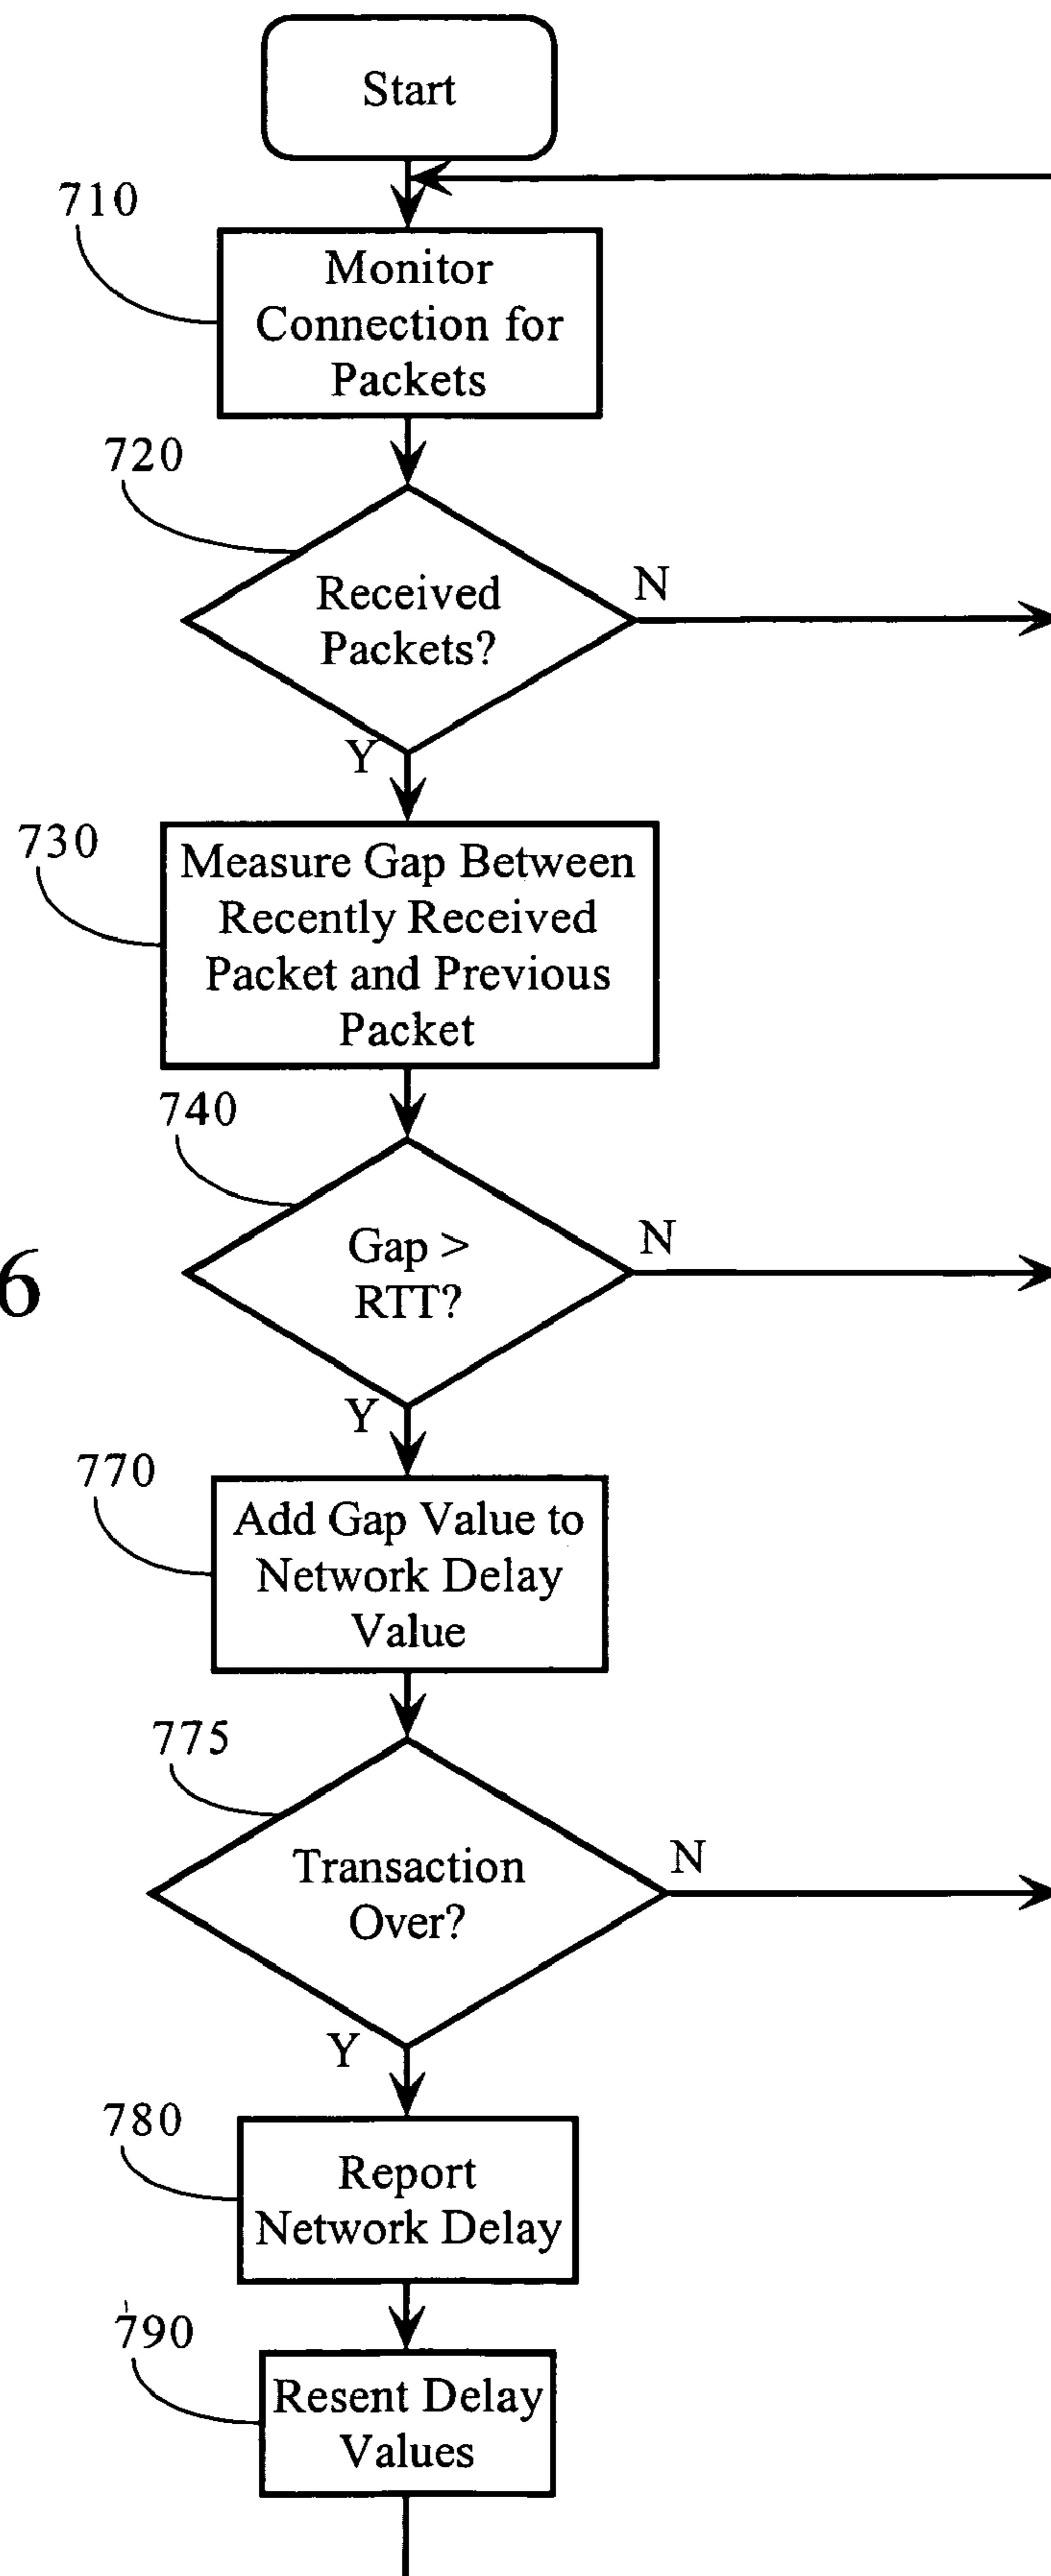 Start
710
Monitor
Connection for
Packets
720
Received
Packets?
N
Y
730
Measure Gap Between
Recently Received
Packet and Previous
Packet
740
Gap >
RTT?
N
6
Y
770
Add Gap Value to
Network Delay
Value
775
Transaction
Over?
N
Y
780
Report
Network Delay
790
Resent Delay
Values